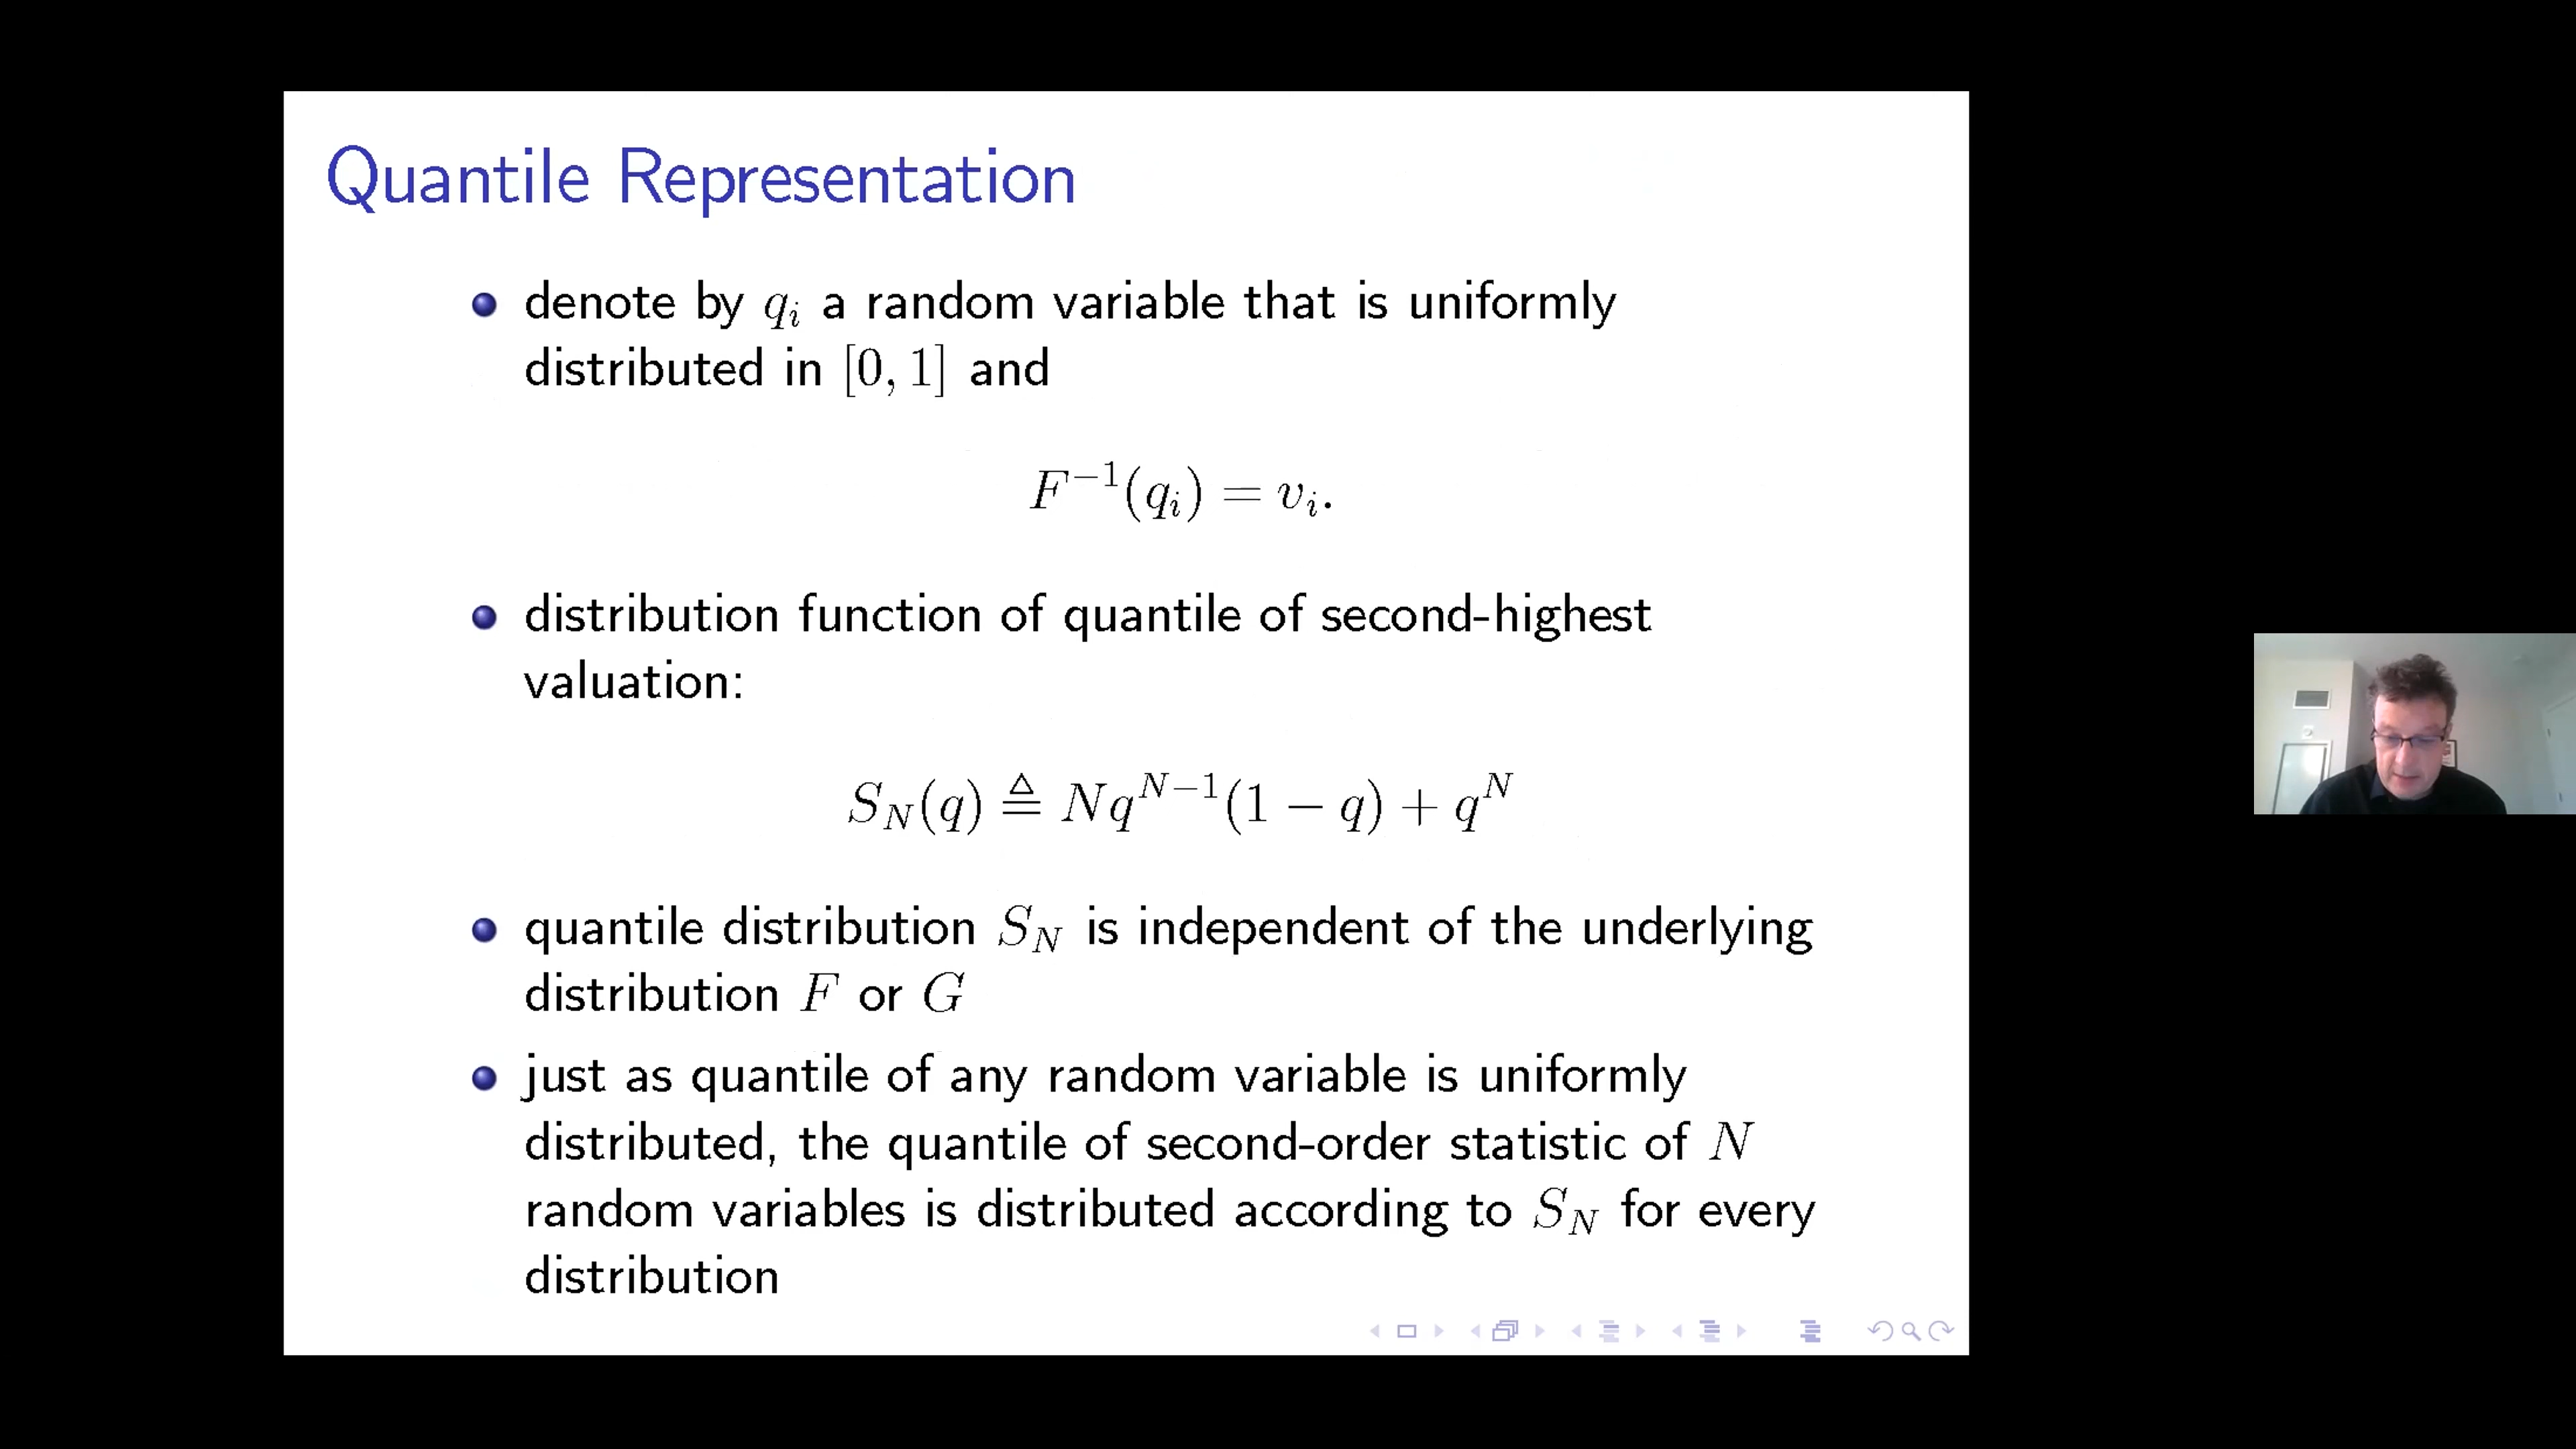 Quantile Representation
denote by q_i a random variable that is uniformly
distributed in [0, 1] and
F^{-1}(q_i) = v_i.
distribution function of quantile of second-highest
valuation:
S_N(q) ≜ Nq^{N-1}(1 − q) + q^N
quantile distribution S_N is independent of the underlying
distribution F or G
just as quantile of any random variable is uniformly
distributed, the quantile of second-order statistic of N
random variables is distributed according to S_N for every
distribution